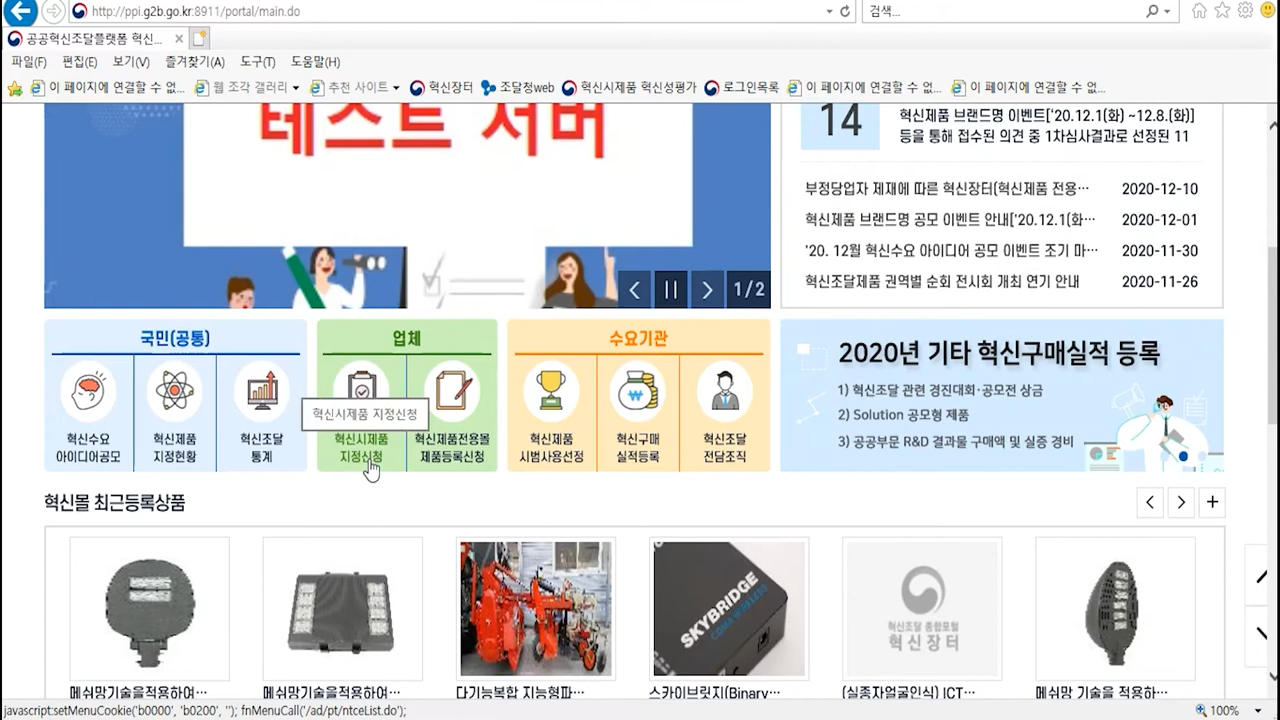 http://ppi.g2b.go.kr:8911/portal/main.do
검색...
공공혁신조달플랫폼 혁신...
파일(F) 편집(E) 보기(V) 즐겨찾기(A) 도구(T) 도움말(H)
이 페이지에 연결할 수 없... 웹 조각 갤러리 추천 사이트 혁신장터 조달청web 혁신시제품 혁신성평가 로그인목록 이 페이지에 연결할 수 없... 이 페이지에 연결할 수 없...
테스트 서버
14
혁신제품 브랜드명 이벤트['20.12.1(화) ~12.8.(화)]
등을 통해 접수된 의견 중 1차심사결과로 선정된 11
부정당업자 제재에 따른 혁신장터(혁신제품 전용… 2020-12-10
혁신제품 브랜드명 공모 이벤트 안내['20.12.1(화… 2020-12-01
'20. 12월 혁신수요 아이디어 공모 이벤트 조기 마… 2020-11-30
혁신조달제품 권역별 순회 전시회 개최 연기 안내 2020-11-26
1/2
국민(공통)
혁신수요
아이디어공모
혁신제품
지정현황
혁신조달
통계
업체
혁신시제품 지정신청
혁신시제품
지정신청
혁신제품전용몰
제품등록신청
수요기관
혁신제품
시범사용선정
혁신구매
실적등록
혁신조달
전담조직
2020년 기타 혁신구매실적 등록
1) 혁신조달 관련 경진대회·공모전 상금
2) Solution 공모형 제품
3) 공공부문 R&D 결과물 구매액 및 실증 경비
혁신몰 최근등록상품
SKYBRIDGE
CDMA WIRELESS
혁신조달 종합포털
혁신장터
메쉬망기술을적용하여…
메쉬망기술을적용하여…
다기능복합 지능형파…
스카이브릿지(Binary…
(실종자얼굴인식) ICT…
메쉬망 기술을 적용하…
javascript:setMenuCookie('b0000', 'b0200', ''); fnMenuCall('/ad/pt/ntceList.do');
100%